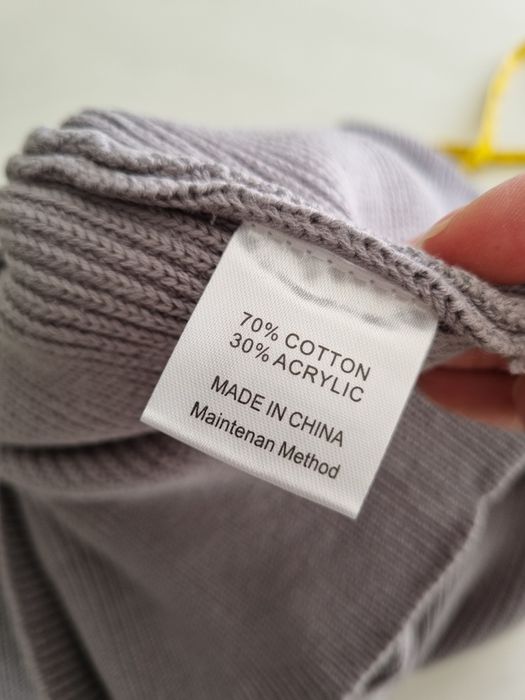 70% COTTON
30% ACRYLIC
MADE IN CHINA
Maintenan Method